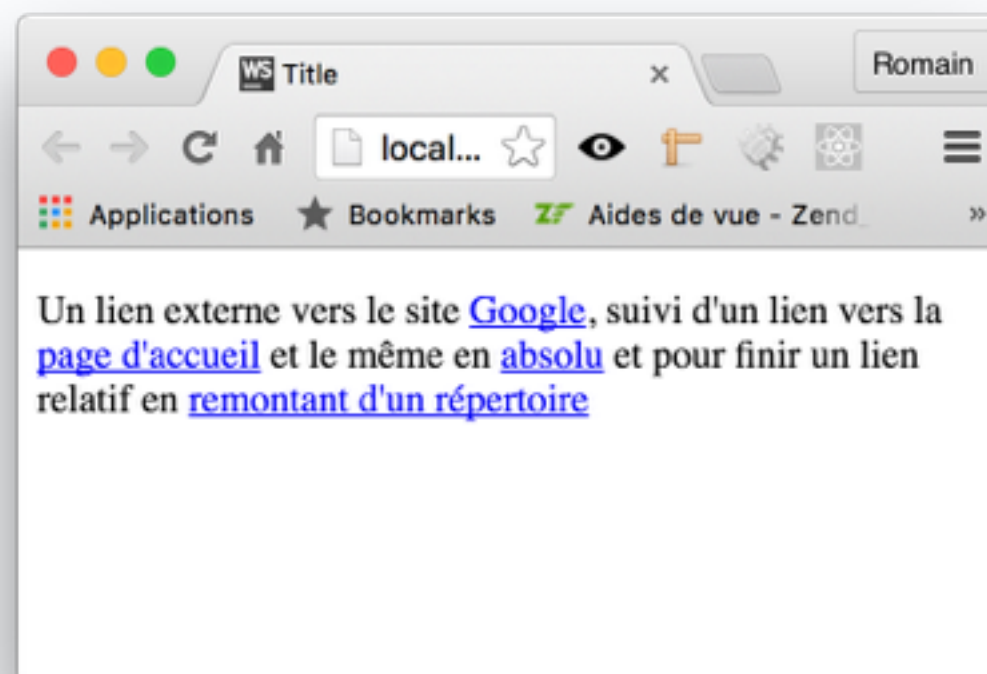 WS Title × Romain
local...
Applications Bookmarks ZF Aides de vue - Zend_ »
Un lien externe vers le site Google, suivi d'un lien vers la
page d'accueil et le même en absolu et pour finir un lien
relatif en remontant d'un répertoire